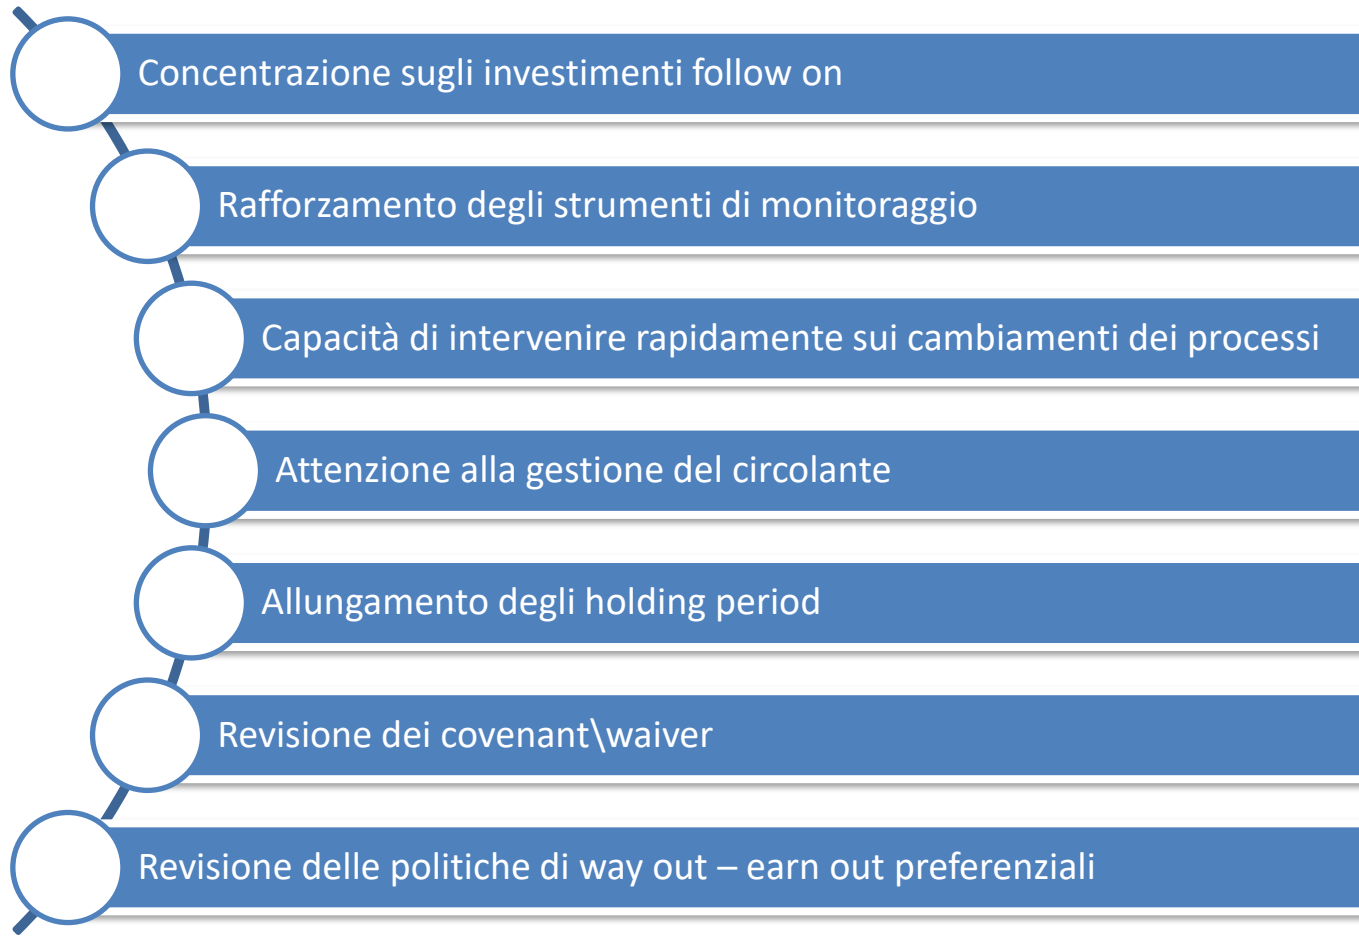 Concentrazione sugli investimenti follow on
Rafforzamento degli strumenti di monitoraggio
Capacità di intervenire rapidamente sui cambiamenti dei processi
Attenzione alla gestione del circolante
Allungamento degli holding period
Revisione dei covenant\waiver
Revisione delle politiche di way out – earn out preferenziali